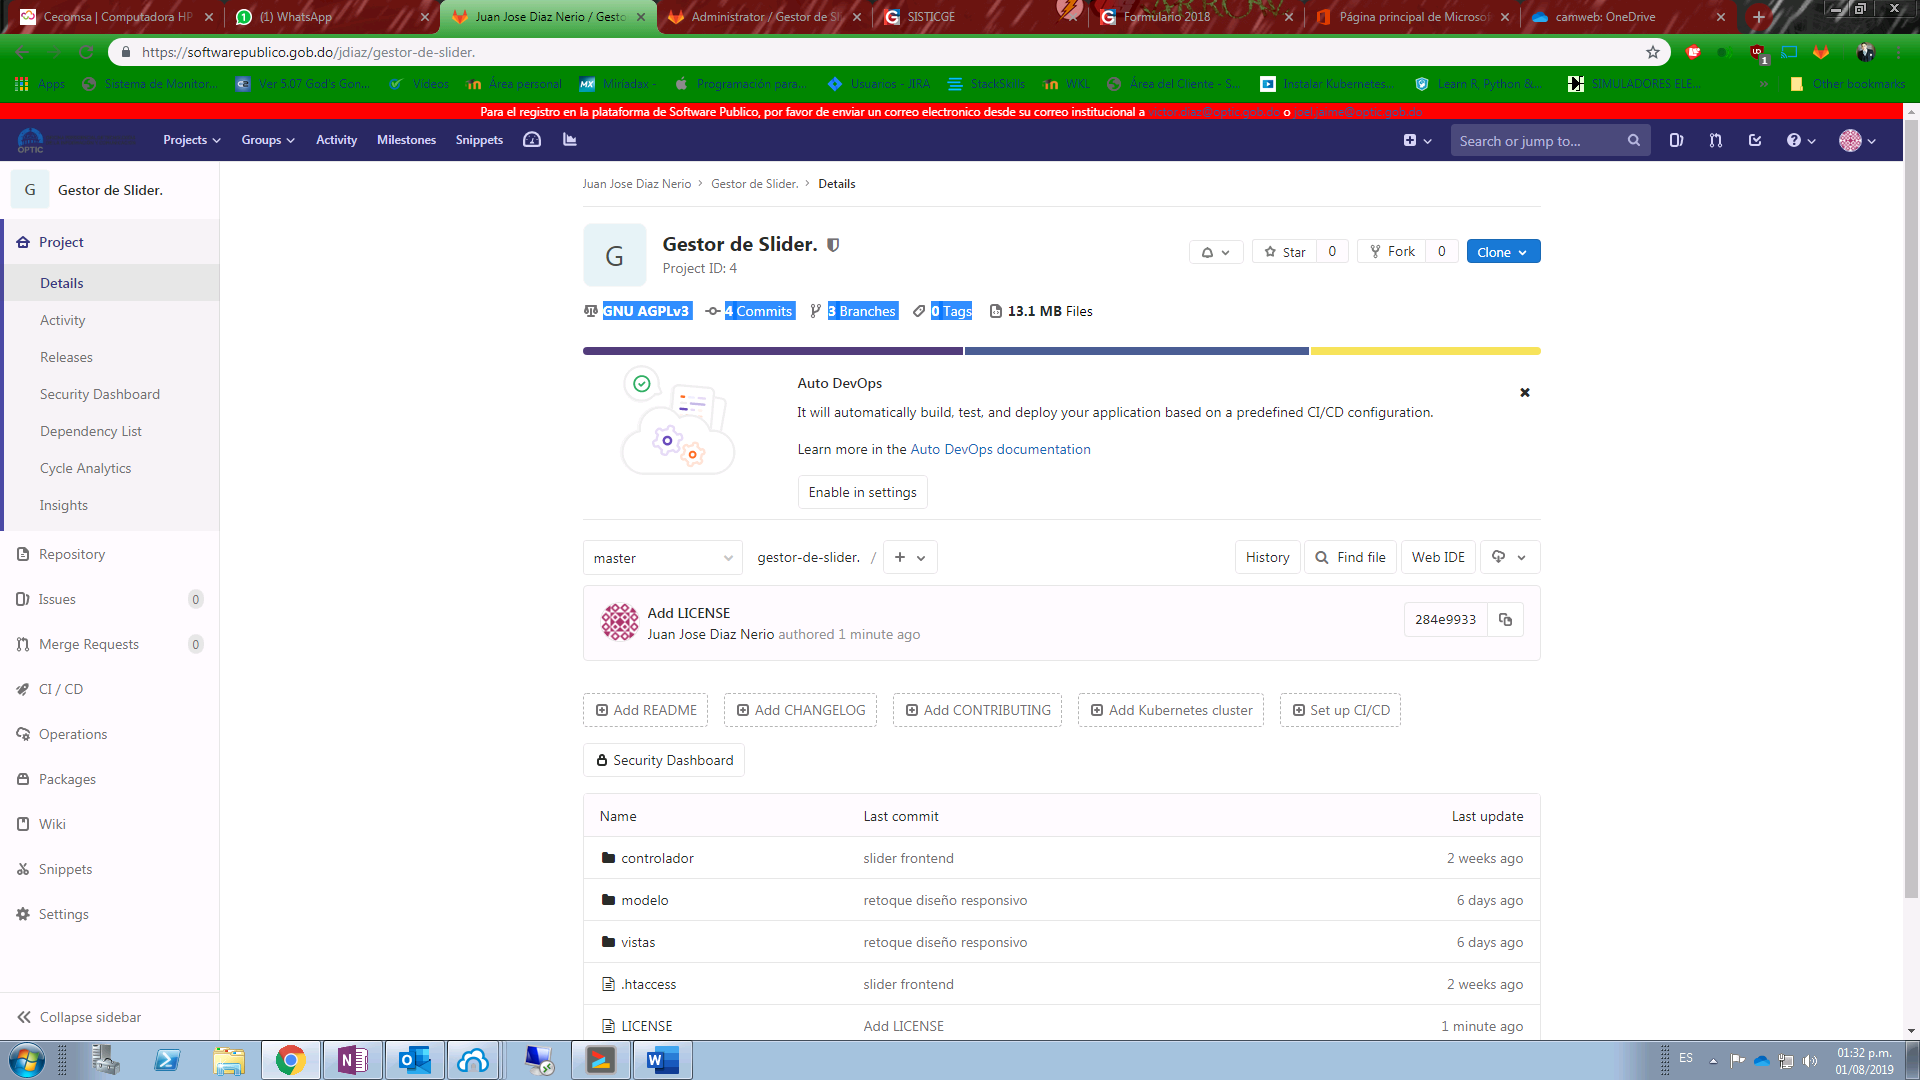 Cecomsa | Computadora HP
(1) WhatsApp
Juan Jose Diaz Nerio / Gesto
Administrator / Gestor de Sli
SISTICGE
Formulario 2018
Página principal de Microsof
camweb: OneDrive
https://softwarepublico.gob.do/jdiaz/gestor-de-slider.
Apps
Sistema de Monitor...
Ver 5.07 God's Gon...
Videos
Area personal
Miríadax -
Programación para...
Usuarios - JIRA
StackSkills
WKL
Área del Cliente - S...
Instalar Kubernetes...
Learn R, Python &...
SIMULADORES ELE...
Other bookmarks
Para el registro en la plataforma de Software Publico, por favor de enviar un correo electronico desde su correo institucional a
o
OPTIC
Projects
Groups
Activity
Milestones
Snippets
Search or jump to...
G
Gestor de Slider.
Project
Details
Activity
Releases
Security Dashboard
Dependency List
Cycle Analytics
Insights
Repository
Issues 0
Merge Requests 0
CI / CD
Operations
Packages
Wiki
Snippets
Settings
Collapse sidebar
Juan Jose Diaz Nerio > Gestor de Slider. > Details
G
Gestor de Slider.
Project ID: 4
Star 0
Fork 0
Clone
GNU AGPLv3
4 Commits
3 Branches
0 Tags
13.1 MB Files
Auto DevOps
It will automatically build, test, and deploy your application based on a predefined CI/CD configuration.
Learn more in the Auto DevOps documentation
Enable in settings
master
gestor-de-slider. /
History
Find file
Web IDE
Add LICENSE
Juan Jose Diaz Nerio authored 1 minute ago
284e9933
Add README
Add CHANGELOG
Add CONTRIBUTING
Add Kubernetes cluster
Set up CI/CD
Security Dashboard
Name Last commit Last update
controlador slider frontend 2 weeks ago
modelo retoque diseño responsivo 6 days ago
vistas retoque diseño responsivo 6 days ago
.htaccess slider frontend 2 weeks ago
LICENSE Add LICENSE 1 minute ago
ES
01:32 p.m.
01/08/2019